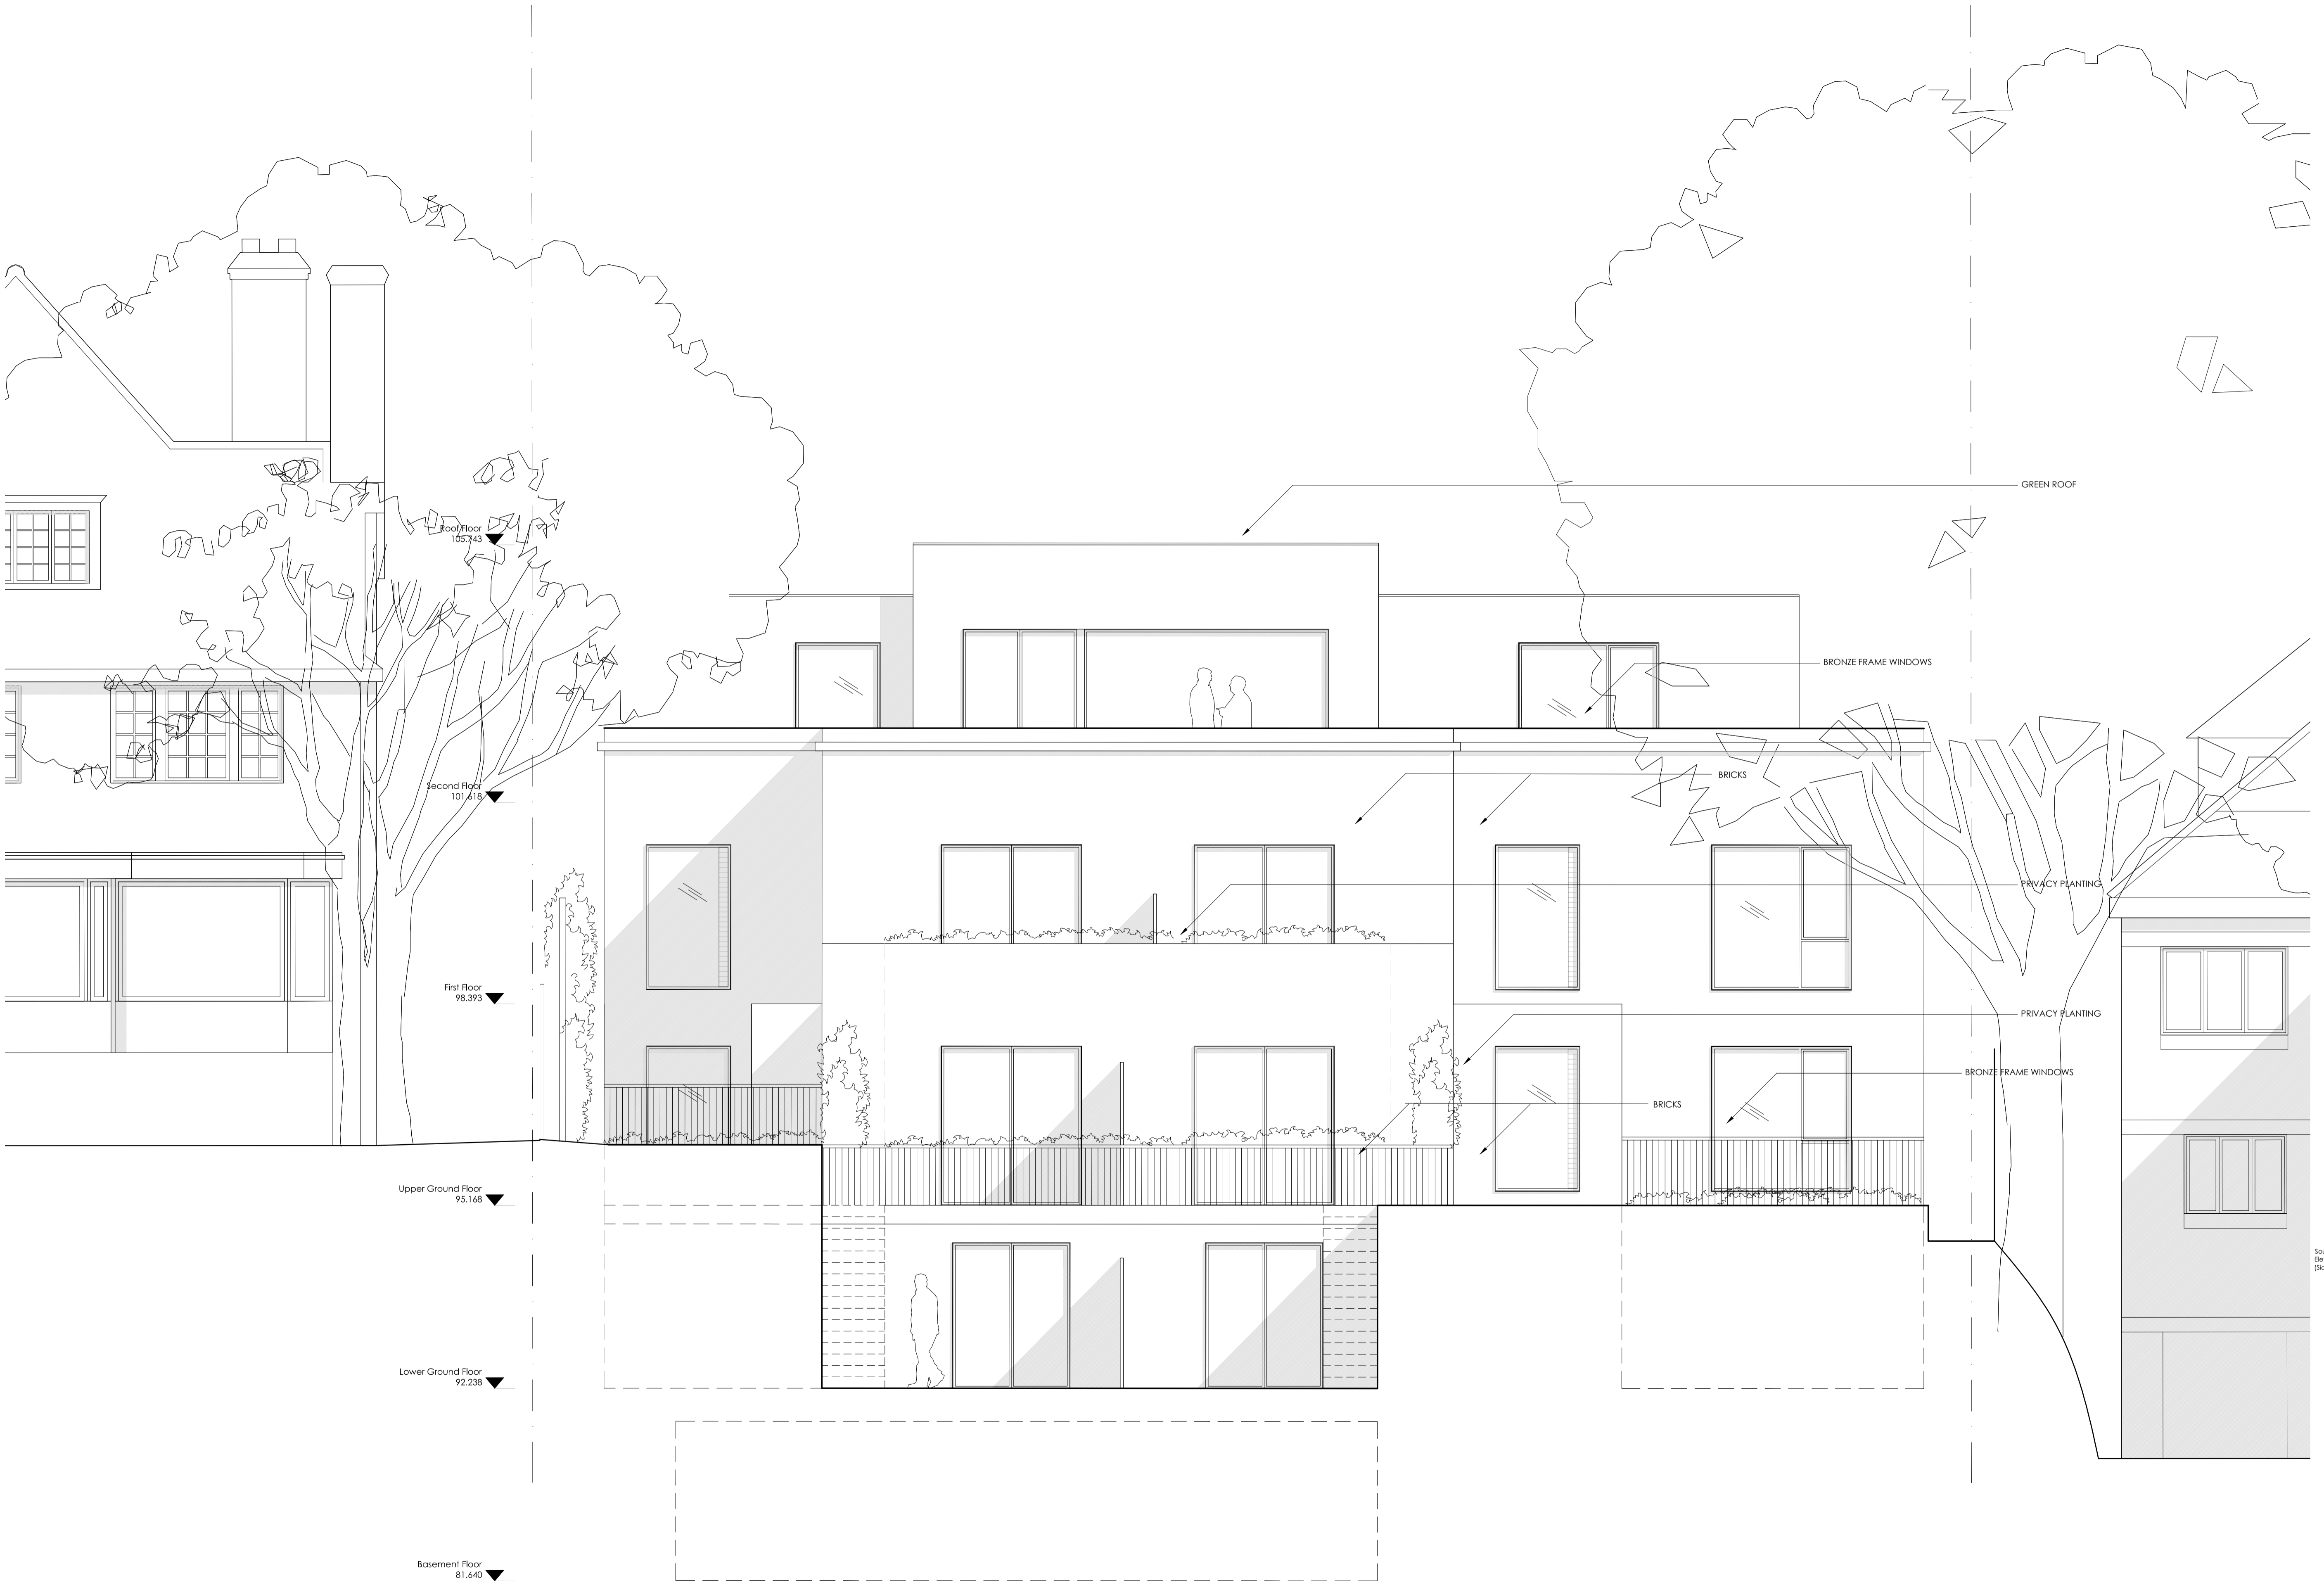 GREEN ROOF
Roof Floor
105.743
BRONZE FRAME WINDOWS
BRICKS
Second Floor
101.618
PRIVACY PLANTING
First Floor
98.393
PRIVACY PLANTING
BRONZE FRAME WINDOWS
BRICKS
Upper Ground Floor
95.168
Lower Ground Floor
92.238
Basement Floor
81.640